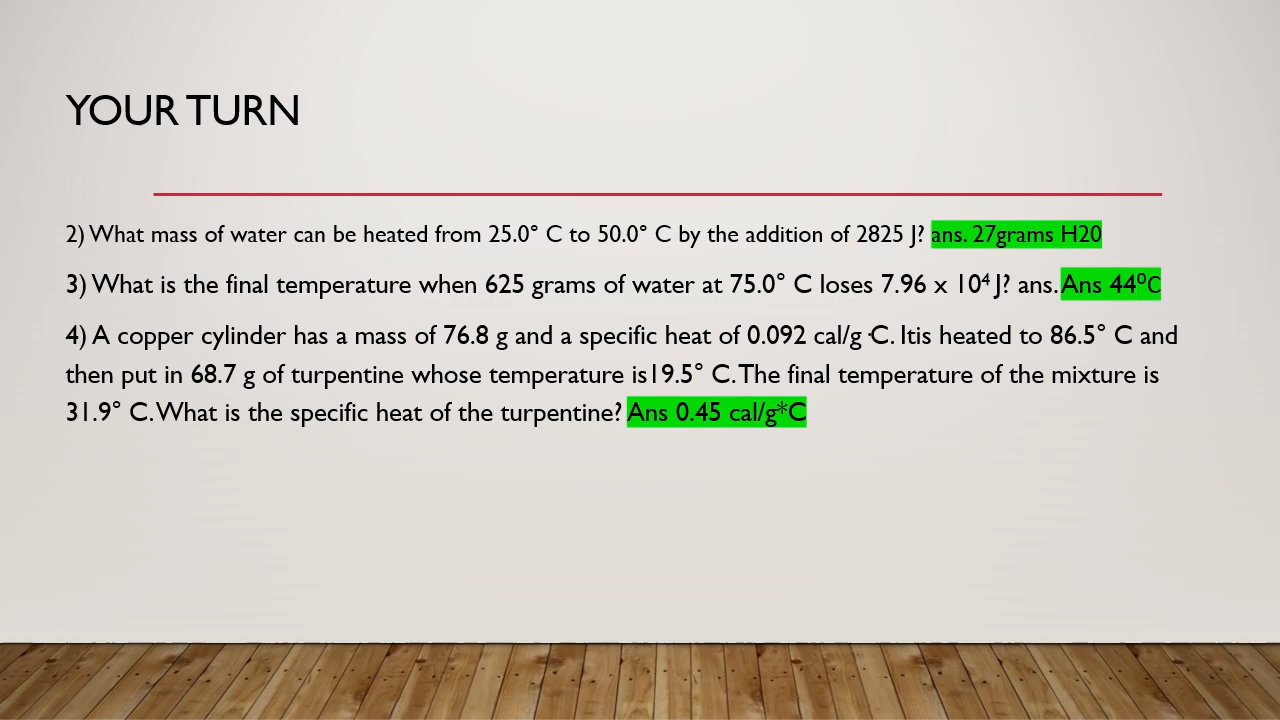 YOUR TURN
2) What mass of water can be heated from 25.0° C to 50.0° C by the addition of 2825 J? ans. 27grams H20
3) What is the final temperature when 625 grams of water at 75.0° C loses 7.96 x 10⁴ J? ans. Ans 44⁰C
4) A copper cylinder has a mass of 76.8 g and a specific heat of 0.092 cal/g·C. Itis heated to 86.5° C and
then put in 68.7 g of turpentine whose temperature is19.5° C. The final temperature of the mixture is
31.9° C. What is the specific heat of the turpentine? Ans 0.45 cal/g*C